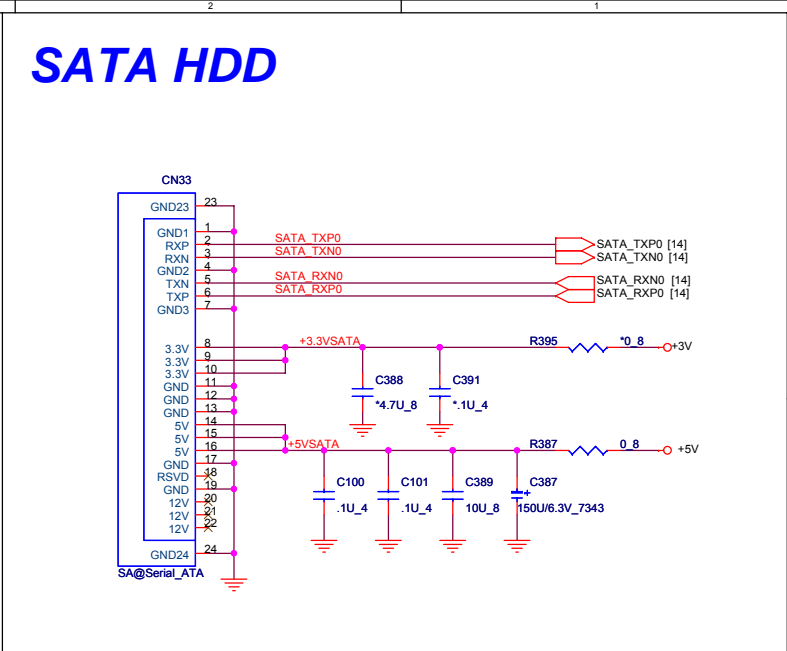 2 1
SATA HDD
CN33
GND23 23
GND1 1
RXP 2 SATA_TXP0 SATA_TXP0 [14]
RXN 3 SATA_TXN0 SATA_TXN0 [14]
GND2 4
TXN 5 SATA_RXN0 SATA_RXN0 [14]
TXP 6 SATA_RXP0 SATA_RXP0 [14]
GND3 7
3.3V 8 +3.3VSATA R395 *0_8 +3V
3.3V 9
3.3V 10
GND 11 C388 C391
GND 12
GND 13 *4.7U_8 *.1U_4
5V 14
5V 15
5V 16 +5VSATA R387 0_8 +5V
GND 17
RSVD 18 C100 C101 C389 C387
GND 19
12V 20 .1U_4 .1U_4 10U_8 + 150U/6.3V_7343
12V 21
12V 22
GND24 24
SA@Serial_ATA